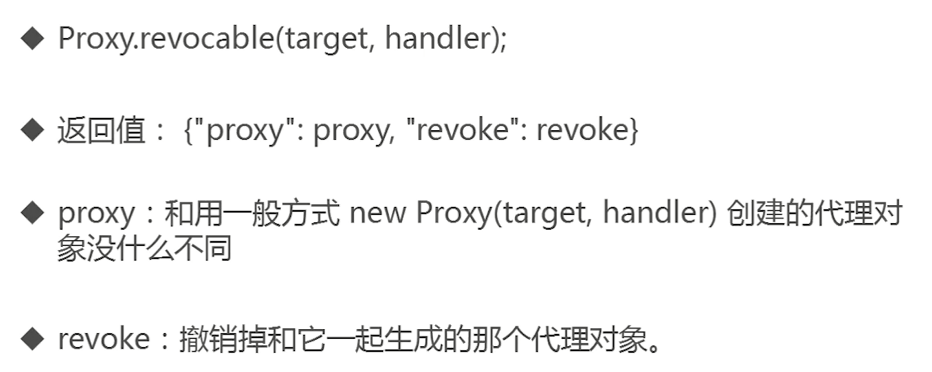 ◆ Proxy.revocable(target, handler);
◆ 返回值： {"proxy": proxy, "revoke": revoke}
◆ proxy：和用一般方式 new Proxy(target, handler) 创建的代理对
象没什么不同
◆ revoke：撤销掉和它一起生成的那个代理对象。